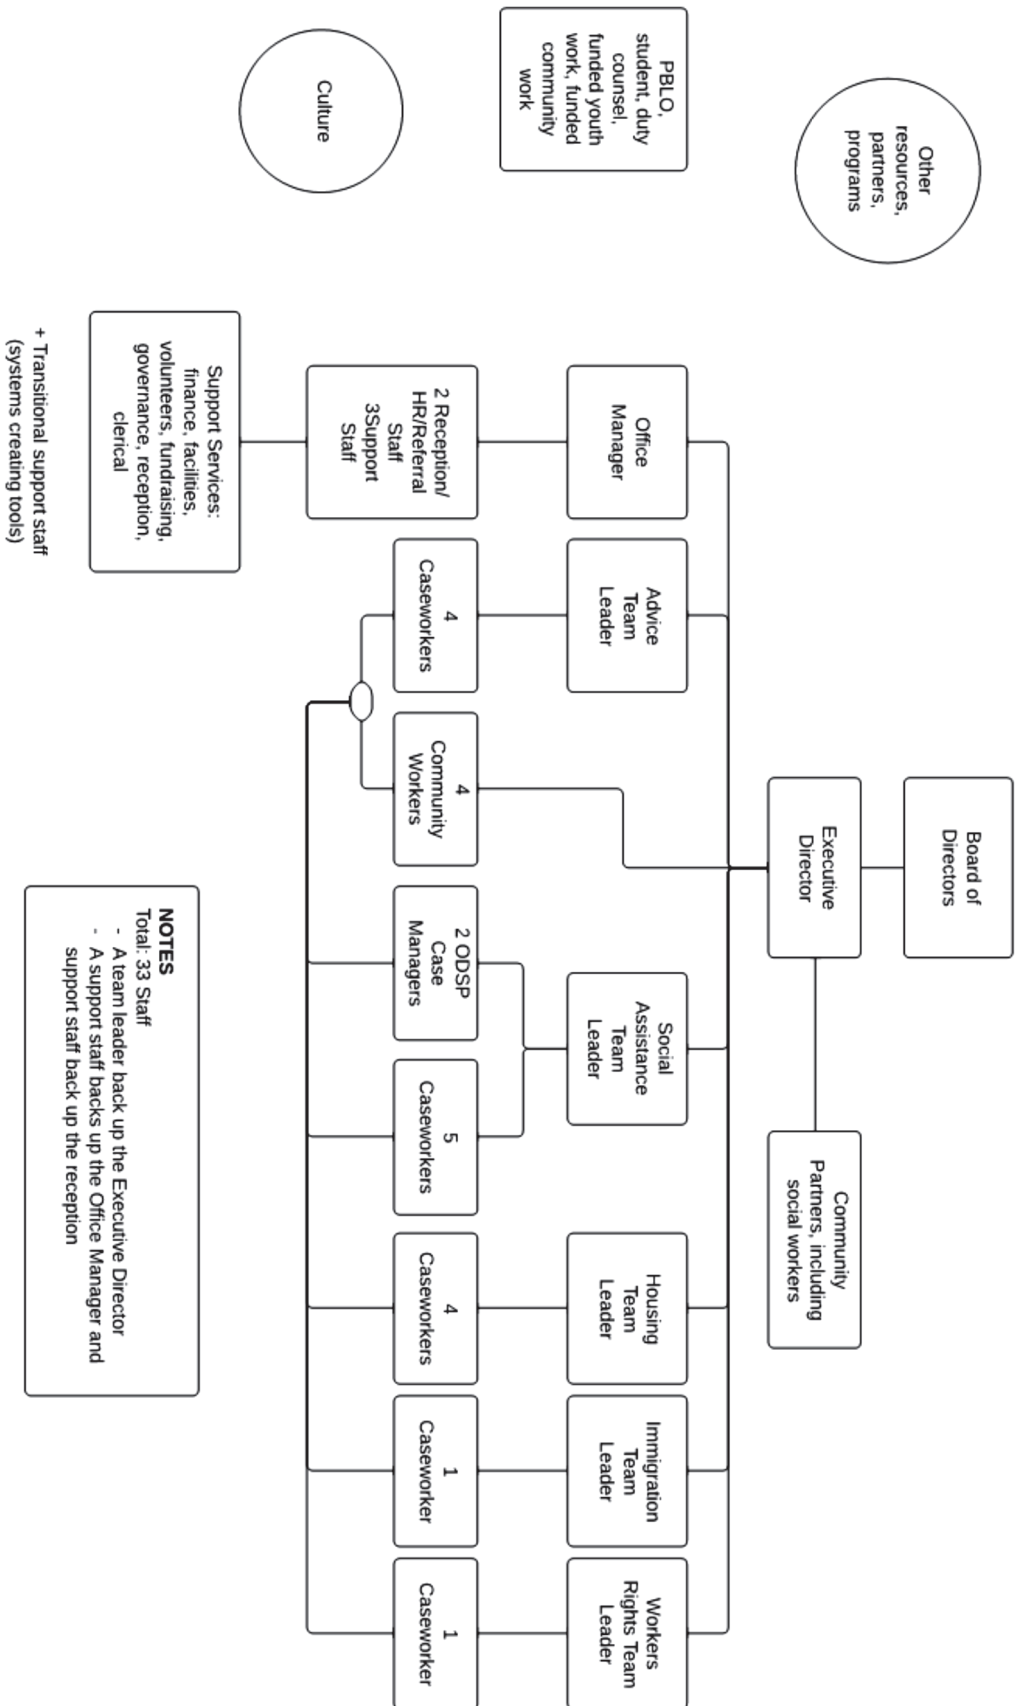 Other
resources,
partners,
programs
PBLO,
student, duty
counsel,
funded youth
work, funded
community
work
Culture
Board of
Directors
Executive
Director
Community
Partners, including
social workers
Office
Manager
Advice
Team
Leader
Social
Assistance
Team
Leader
Housing
Team
Leader
Immigration
Team
Leader
Workers
Rights Team
Leader
2 Reception/
HR/Referral
Staff
3Support
Staff
4
Caseworkers
4
Community
Workers
2 ODSP
Case
Managers
5
Caseworkers
4
Caseworkers
1
Caseworker
1
Caseworker
Support Services:
finance, facilities,
volunteers, fundraising,
governance, reception,
clerical
+ Transitional support staff
(systems creating tools)
NOTES
Total: 33 Staff
- A team leader back up the Executive Director
- A support staff backs up the Office Manager and
support staff back up the reception